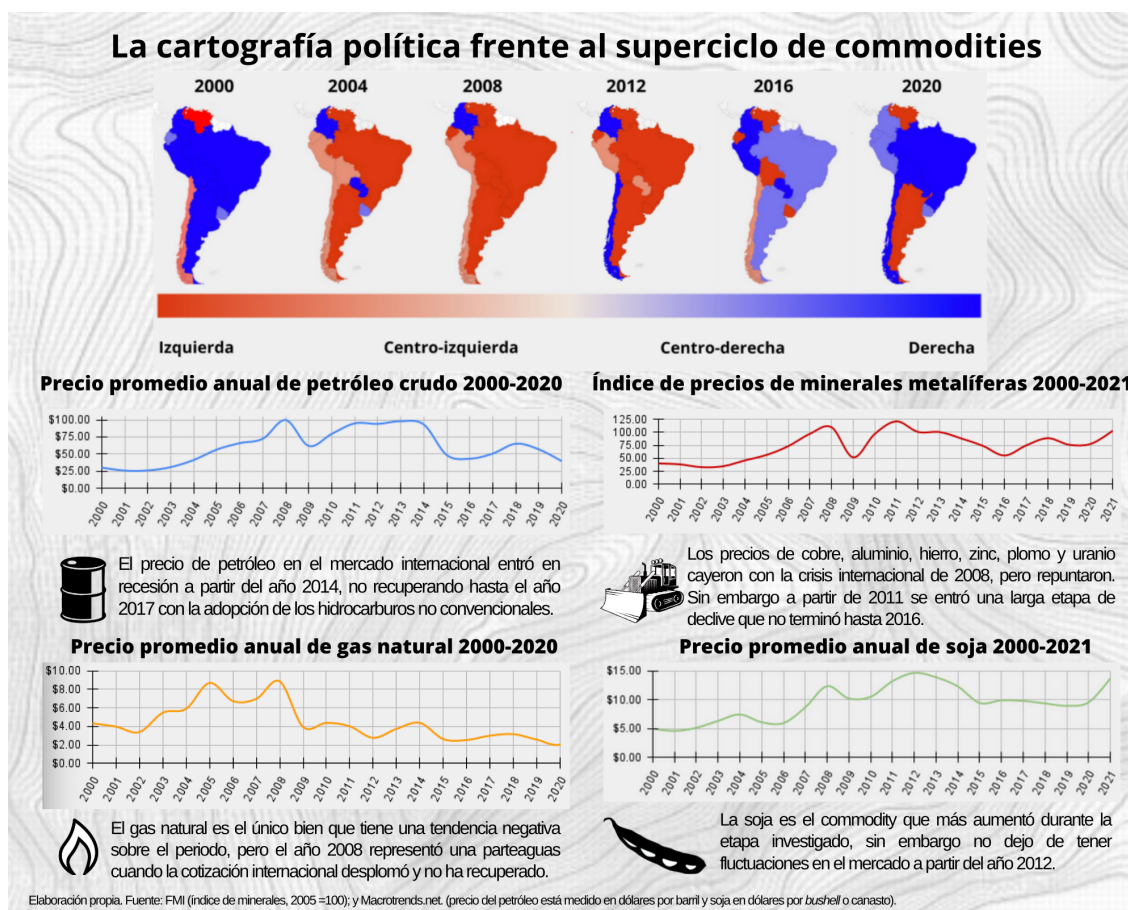 La cartografía política frente al superciclo de commodities
2000 2004 2008 2012 2016 2020
Izquierda Centro-izquierda Centro-derecha Derecha
Precio promedio anual de petróleo crudo 2000-2020
$100.00
$75.00
$50.00
$25.00
$0.00
2000 2001 2002 2003 2004 2005 2006 2007 2008 2009 2010 2011 2012 2013 2014 2015 2016 2017 2018 2019 2020
El precio de petróleo en el mercado internacional entró en
recesión a partir del año 2014, no recuperando hasta el año
2017 con la adopción de los hidrocarburos no convencionales.
Índice de precios de minerales metalíferas 2000-2021
125.00
100.00
75.00
50.00
25.00
0.00
2000 2001 2002 2003 2004 2005 2006 2007 2008 2009 2010 2011 2012 2013 2014 2015 2016 2017 2018 2019 2020 2021
Los precios de cobre, aluminio, hierro, zinc, plomo y uranio
cayeron con la crisis internacional de 2008, pero repuntaron.
Sin embargo a partir de 2011 se entró una larga etapa de
declive que no terminó hasta 2016.
Precio promedio anual de gas natural 2000-2020
$10.00
$8.00
$6.00
$4.00
$2.00
$0.00
2000 2001 2002 2003 2004 2005 2006 2007 2008 2009 2010 2011 2012 2013 2014 2015 2016 2017 2018 2019 2020
El gas natural es el único bien que tiene una tendencia negativa
sobre el periodo, pero el año 2008 representó una parteaguas
cuando la cotización internacional desplomó y no ha recuperado.
Precio promedio anual de soja 2000-2021
$15.00
$10.00
$5.00
$0.00
2000 2001 2002 2003 2004 2005 2006 2007 2008 2009 2010 2011 2012 2013 2014 2015 2016 2017 2018 2019 2020 2021
La soja es el commodity que más aumentó durante la
etapa investigado, sin embargo no dejo de tener
fluctuaciones en el mercado a partir del año 2012.
Elaboración propia. Fuente: FMI (índice de minerales, 2005 =100); y Macrotrends.net. (precio del petróleo está medido en dólares por barril y soja en dólares por bushell o canasto).